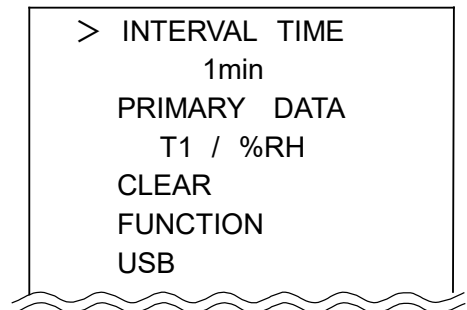 > INTERVAL TIME
1min
PRIMARY DATA
T1 / %RH
CLEAR
FUNCTION
USB